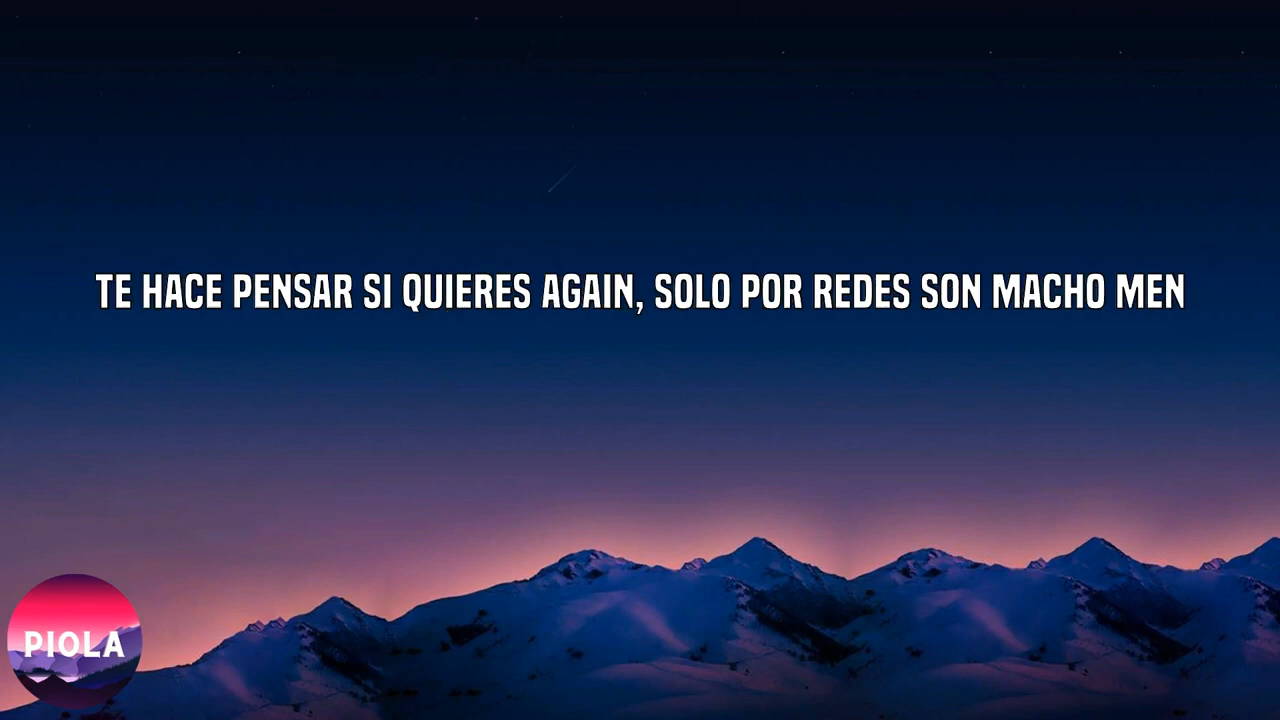 TE HACE PENSAR SI QUIERES AGAIN, SOLO POR REDES SON MACHO MEN
PIOLA